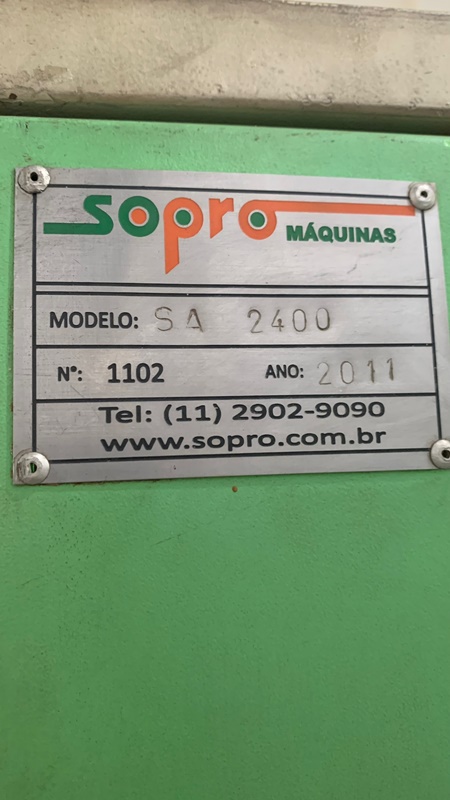 sopro MÁQUINAS
MODELO: SA 2400
Nº: 1102 ANO: 2011
Tel: (11) 2902-9090
www.sopro.com.br